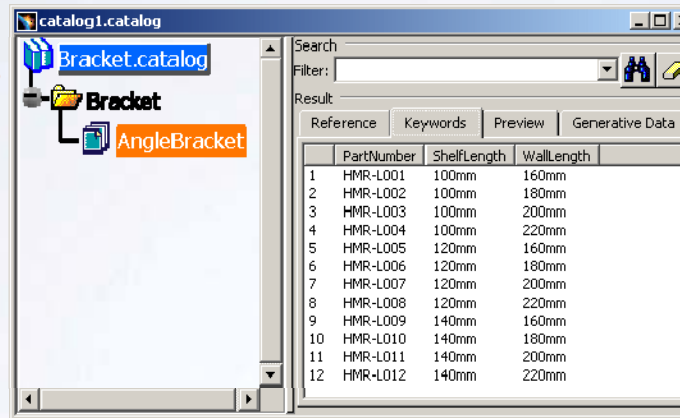 catalog1.catalog
Bracket.catalog
Bracket
AngleBracket
Search
Filter:
Result
Reference Keywords Preview Generative Data
PartNumber ShelfLength WallLength
1 HMR-L001 100mm 160mm
2 HMR-L002 100mm 180mm
3 HMR-L003 100mm 200mm
4 HMR-L004 100mm 220mm
5 HMR-L005 120mm 160mm
6 HMR-L006 120mm 180mm
7 HMR-L007 120mm 200mm
8 HMR-L008 120mm 220mm
9 HMR-L009 140mm 160mm
10 HMR-L010 140mm 180mm
11 HMR-L011 140mm 200mm
12 HMR-L012 140mm 220mm